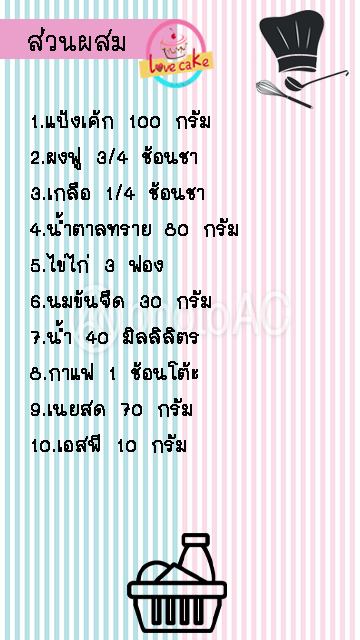 ส่วนผสม
love cake
1.แป้งเค้ก 100 กรัม
2.ผงฟู 3/4 ช้อนชา
3.เกลือ 1/4 ช้อนชา
4.น้ำตาลทราย 80 กรัม
5.ไข่ไก่ 3 ฟอง
6.นมข้นจืด 30 กรัม
7.น้ำ 40 มิลลิลิตร
8.กาแฟ 1 ช้อนโต้ะ
9.เนยสด 70 กรัม
10.เอสพี 10 กรัม